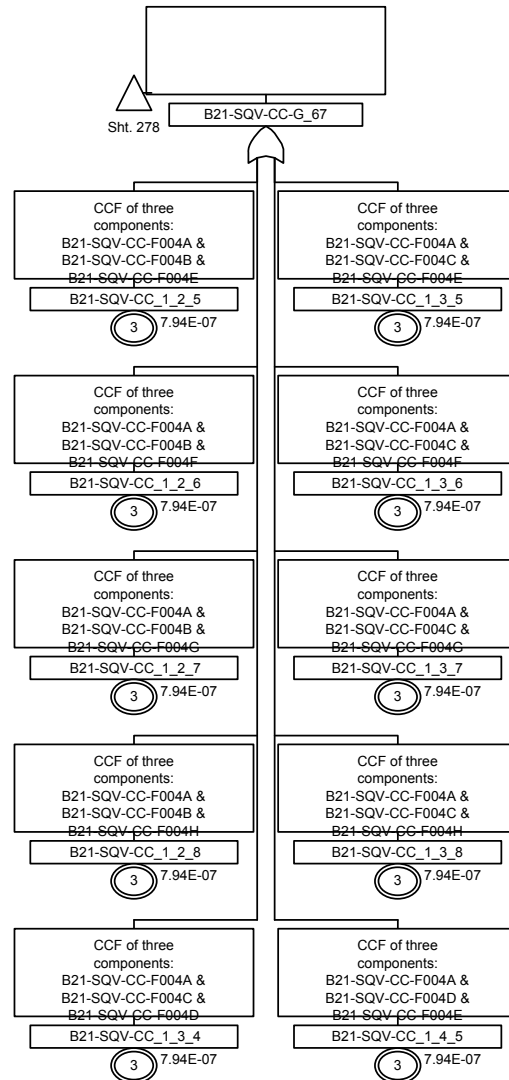 B21-SQV-CC-G_67
Sht. 278
CCF of three
components:
B21-SQV-CC-F004A &
B21-SQV-CC-F004B &
B21-SQV-CC-F004E
B21-SQV-CC_1_2_5
3
7.94E-07
CCF of three
components:
B21-SQV-CC-F004A &
B21-SQV-CC-F004C &
B21-SQV-CC-F004E
B21-SQV-CC_1_3_5
3
7.94E-07
CCF of three
components:
B21-SQV-CC-F004A &
B21-SQV-CC-F004B &
B21-SQV-CC-F004F
B21-SQV-CC_1_2_6
3
7.94E-07
CCF of three
components:
B21-SQV-CC-F004A &
B21-SQV-CC-F004C &
B21-SQV-CC-F004F
B21-SQV-CC_1_3_6
3
7.94E-07
CCF of three
components:
B21-SQV-CC-F004A &
B21-SQV-CC-F004B &
B21-SQV-CC-F004G
B21-SQV-CC_1_2_7
3
7.94E-07
CCF of three
components:
B21-SQV-CC-F004A &
B21-SQV-CC-F004C &
B21-SQV-CC-F004G
B21-SQV-CC_1_3_7
3
7.94E-07
CCF of three
components:
B21-SQV-CC-F004A &
B21-SQV-CC-F004B &
B21-SQV-CC-F004H
B21-SQV-CC_1_2_8
3
7.94E-07
CCF of three
components:
B21-SQV-CC-F004A &
B21-SQV-CC-F004C &
B21-SQV-CC-F004H
B21-SQV-CC_1_3_8
3
7.94E-07
CCF of three
components:
B21-SQV-CC-F004A &
B21-SQV-CC-F004C &
B21-SQV-CC-F004D
B21-SQV-CC_1_3_4
3
7.94E-07
CCF of three
components:
B21-SQV-CC-F004A &
B21-SQV-CC-F004D &
B21-SQV-CC-F004E
B21-SQV-CC_1_4_5
3
7.94E-07